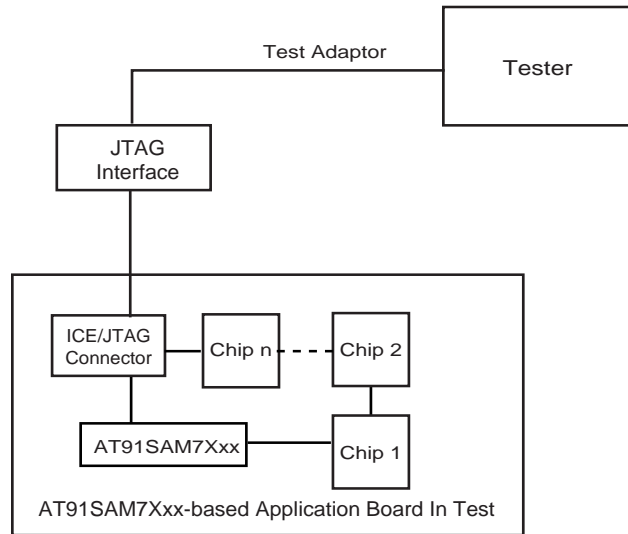 Test Adaptor
Tester
JTAG
Interface
ICE/JTAG
Connector
Chip n
Chip 2
AT91SAM7Xxx
Chip 1
AT91SAM7Xxx-based Application Board In Test